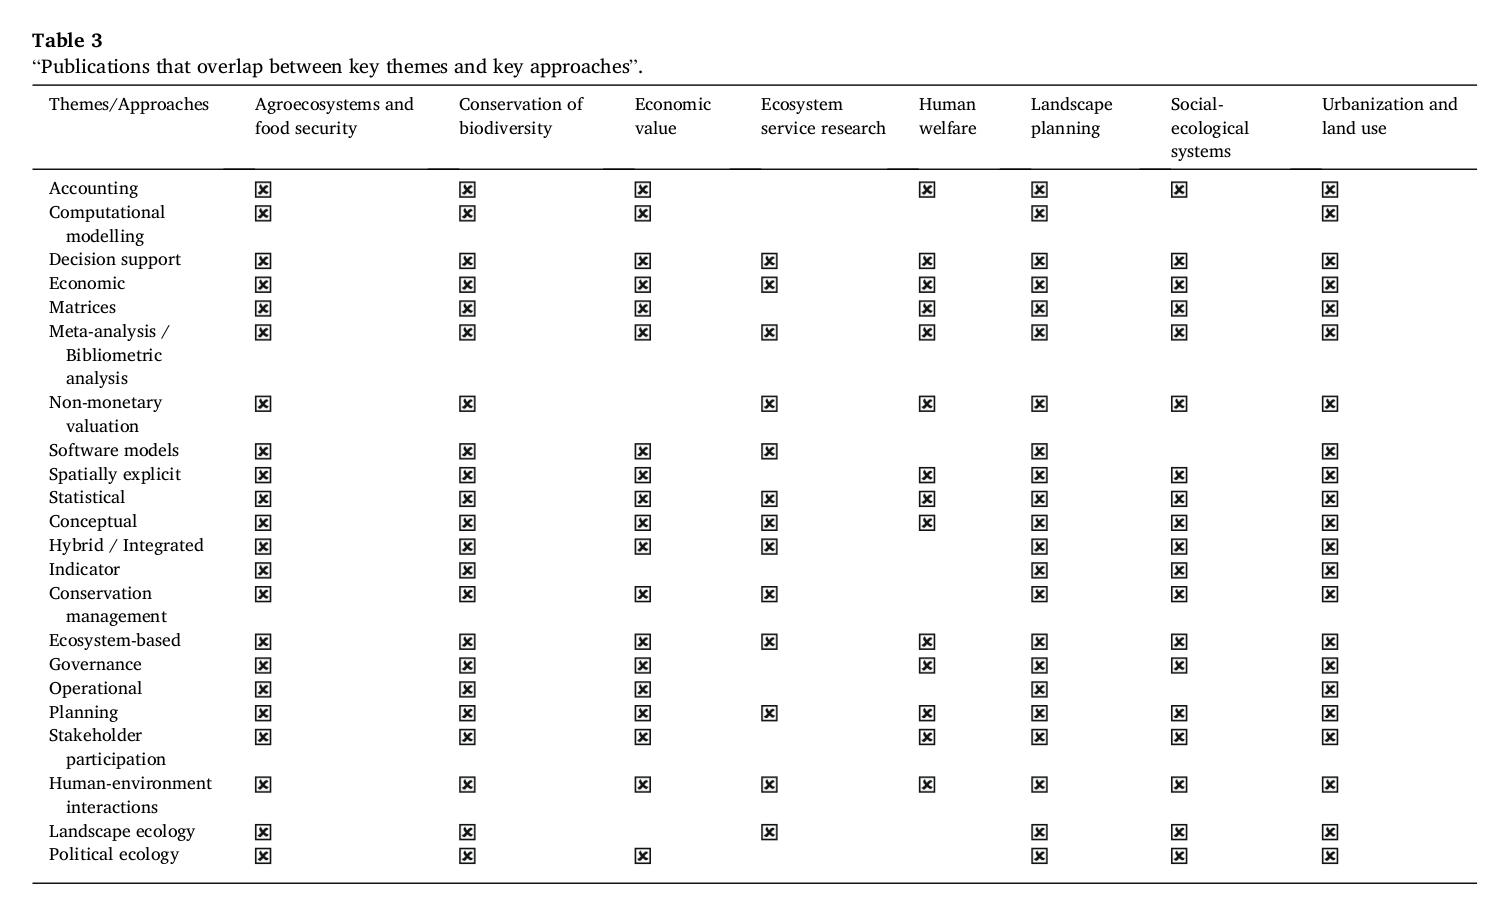 Table 3
“Publications that overlap between key themes and key approaches”.
Themes/Approaches Agroecosystems and food security Conservation of biodiversity Economic value Ecosystem service research Human welfare Landscape planning Social-ecological systems Urbanization and land use
Accounting ☒ ☒ ☒ ☒ ☒ ☒ ☒
Computational modelling ☒ ☒ ☒ ☒ ☒
Decision support ☒ ☒ ☒ ☒ ☒ ☒ ☒ ☒
Economic ☒ ☒ ☒ ☒ ☒ ☒ ☒ ☒
Matrices ☒ ☒ ☒ ☒ ☒ ☒ ☒
Meta-analysis / Bibliometric analysis ☒ ☒ ☒ ☒ ☒ ☒ ☒ ☒
Non-monetary valuation ☒ ☒ ☒ ☒ ☒ ☒ ☒
Software models ☒ ☒ ☒ ☒ ☒ ☒
Spatially explicit ☒ ☒ ☒ ☒ ☒ ☒ ☒
Statistical ☒ ☒ ☒ ☒ ☒ ☒ ☒ ☒
Conceptual ☒ ☒ ☒ ☒ ☒ ☒ ☒ ☒
Hybrid / Integrated ☒ ☒ ☒ ☒ ☒ ☒ ☒
Indicator ☒ ☒ ☒ ☒ ☒
Conservation management ☒ ☒ ☒ ☒ ☒ ☒ ☒
Ecosystem-based ☒ ☒ ☒ ☒ ☒ ☒ ☒ ☒
Governance ☒ ☒ ☒ ☒ ☒ ☒ ☒
Operational ☒ ☒ ☒ ☒ ☒
Planning ☒ ☒ ☒ ☒ ☒ ☒ ☒ ☒
Stakeholder participation ☒ ☒ ☒ ☒ ☒ ☒ ☒
Human-environment interactions ☒ ☒ ☒ ☒ ☒ ☒ ☒ ☒
Landscape ecology ☒ ☒ ☒ ☒ ☒ ☒
Political ecology ☒ ☒ ☒ ☒ ☒ ☒